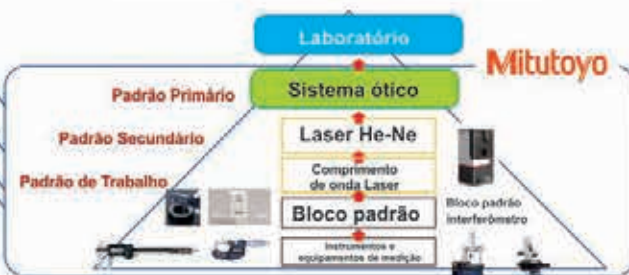 Laboratório
Mitutoyo
Padrão Primário
Sistema ótico
Padrão Secundário
Laser He-Ne
Padrão de Trabalho
Comprimento
de onda Laser
Bloco padrão
Bloco padrão
interferômetro
Instrumentos e
equipamentos de medição